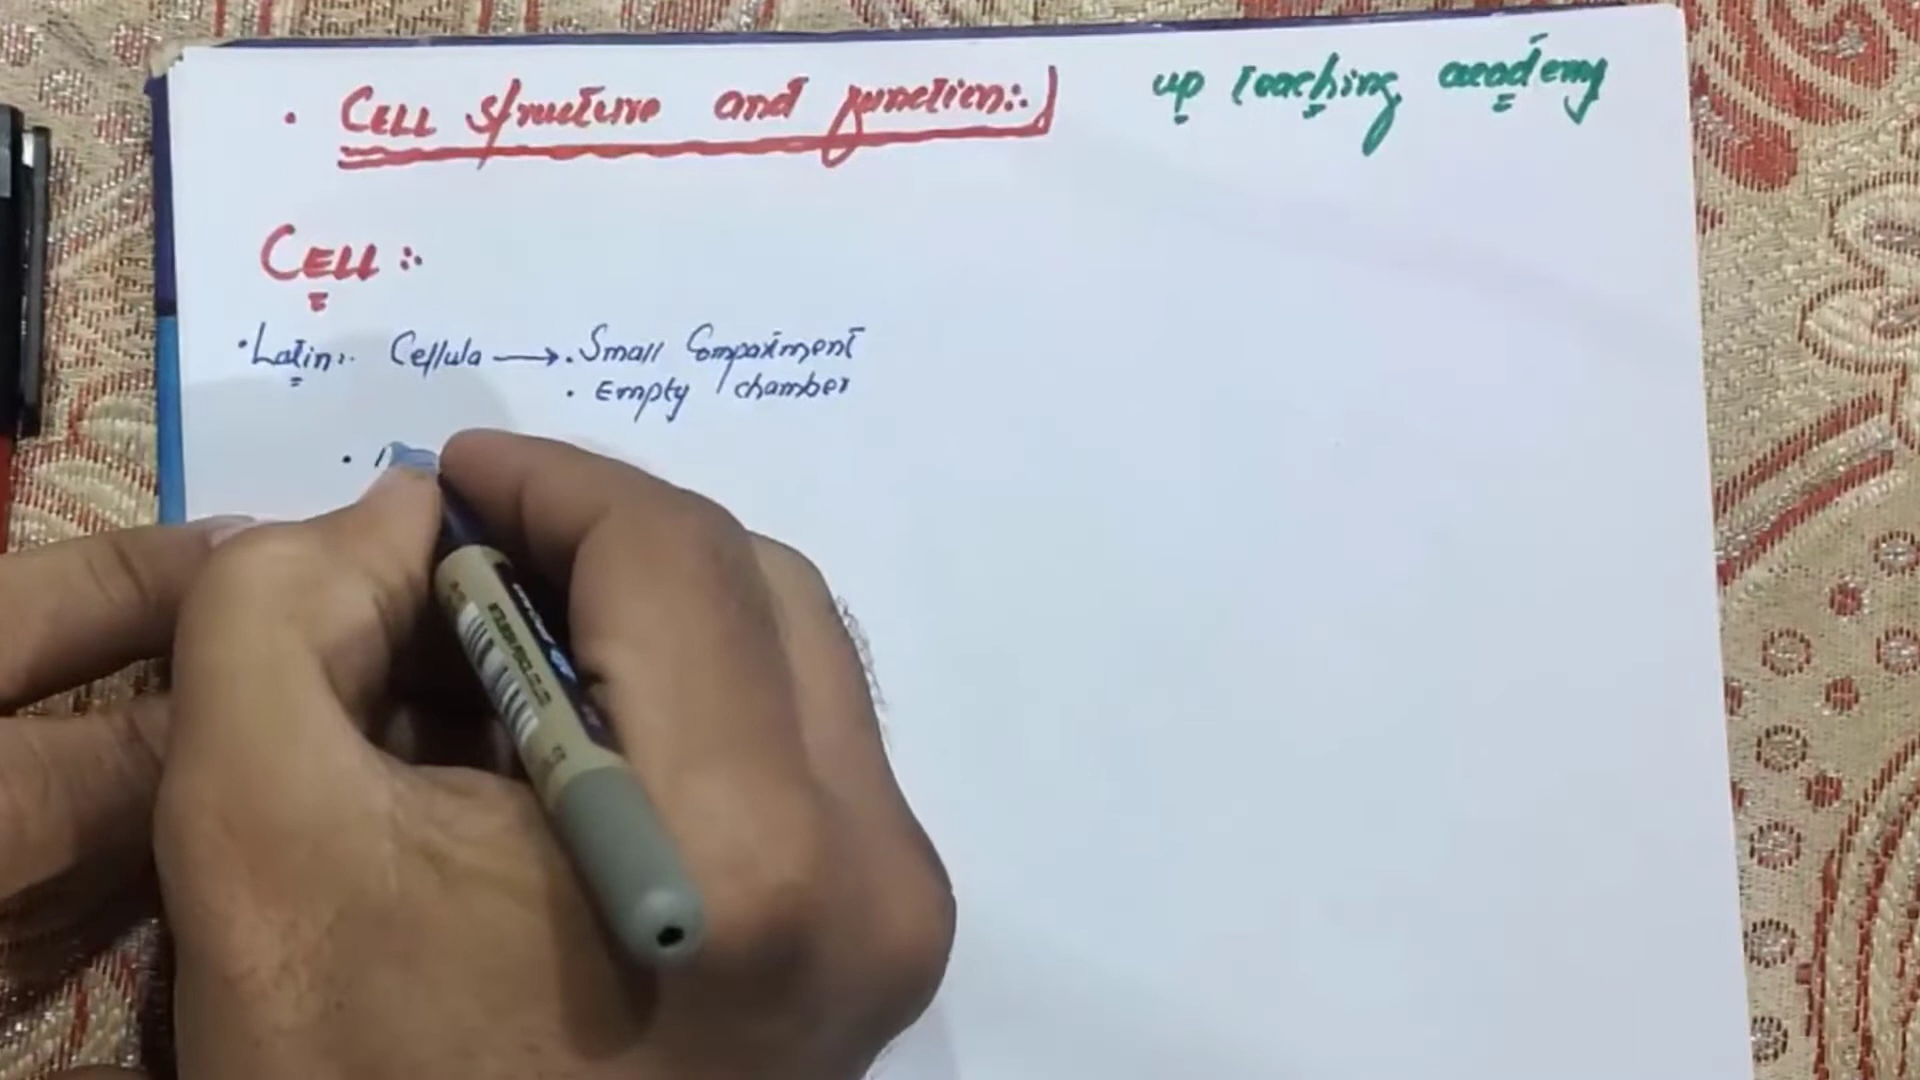 • CELL structure and function:.
up teaching academy
CELL :.
• Latin:. Cellula → • Small Compartment
• Empty chamber